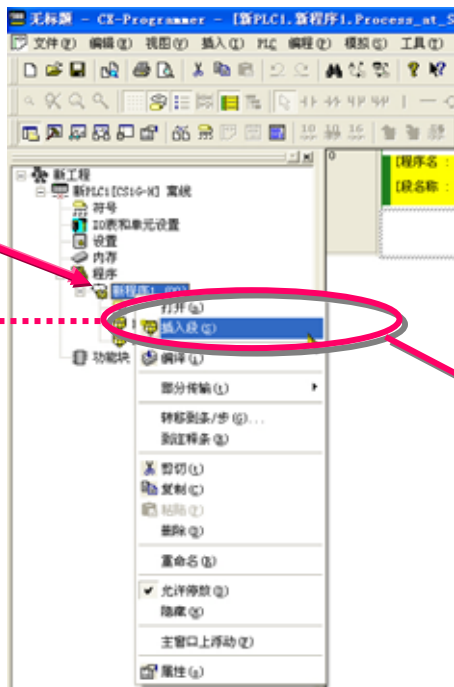 无标题 - CX-Programmer - [新PLC1.新程序1.Process_at_S
文件(F) 编辑(E) 视图(V) 插入(I) PLC 编程(P) 模拟(S) 工具(T)
0
[程序名 :
[段名称 :
新工程
新PLC1[CS1G-H] 离线
符号
IO表和单元设置
设置
内存
程序
新程序1 (00)
打开(O)
插入段(S)
功能块
编译(C)
部分传输(L)
转移到条/步(G)...
到注释条(R)
剪切(t)
复制(C)
粘贴(P)
删除(D)
重命名(R)
允许停放(D)
隐藏(H)
主窗口上浮动(F)
属性(a)